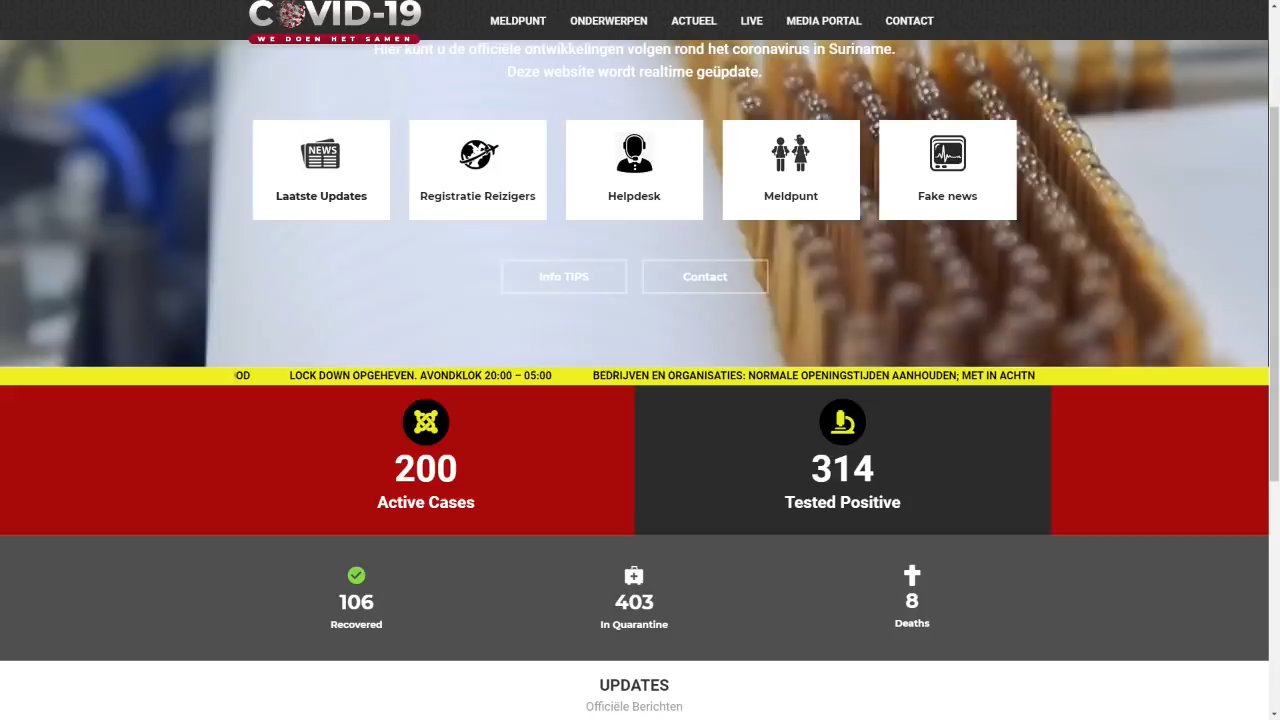 COVID-19
WE DOEN HET SAMEN
MELDPUNT
ONDERWERPEN
ACTUEEL
LIVE
MEDIA PORTAL
CONTACT
Hier kunt u de officiële ontwikkelingen volgen rond het coronavirus in Suriname.
Deze website wordt realtime geüpdate.
NEWS
Laatste Updates
Registratie Reizigers
Helpdesk
Meldpunt
Fake news
Info TIPS
Contact
OD LOCK DOWN OPGEHEVEN. AVONDKLOK 20:00 – 05:00 BEDRIJVEN EN ORGANISATIES: NORMALE OPENINGSTIJDEN AANHOUDEN; MET IN ACHTN
200
Active Cases
314
Tested Positive
106
Recovered
403
In Quarantine
8
Deaths
UPDATES
Officiële Berichten